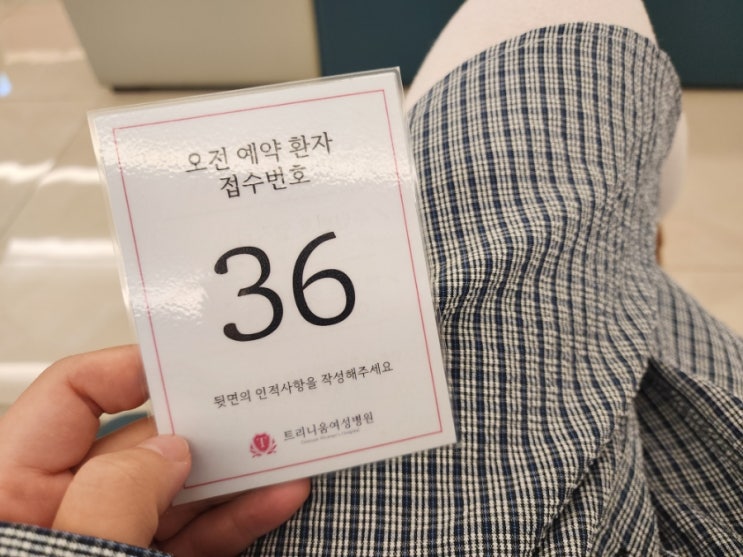 오전 예약 환자
접수번호
36
뒷면의 인적사항을 작성해주세요
T
트리니움여성병원